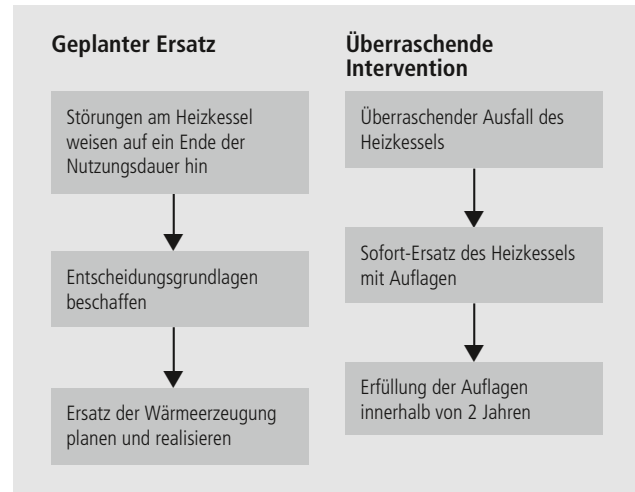 Geplanter Ersatz
Störungen am Heizkessel
weisen auf ein Ende der
Nutzungsdauer hin
Entscheidungsgrundlagen
beschaffen
Ersatz der Wärmeerzeugung
planen und realisieren
Überraschende
Intervention
Überraschender Ausfall des
Heizkessels
Sofort-Ersatz des Heizkessels
mit Auflagen
Erfüllung der Auflagen
innerhalb von 2 Jahren